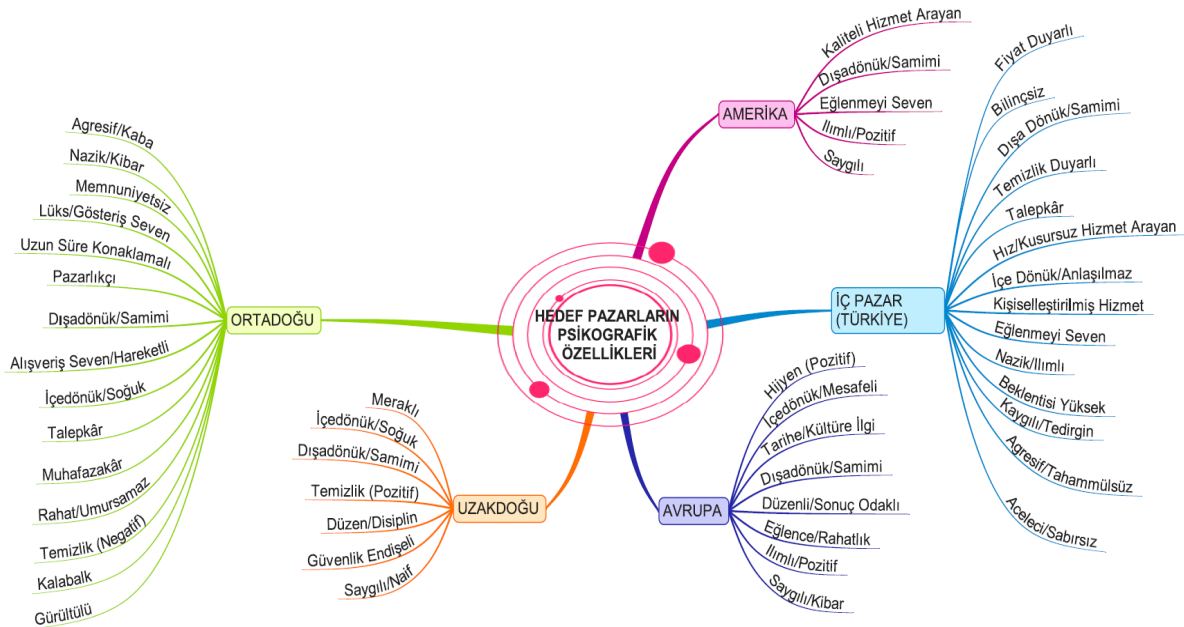 HEDEF PAZARLARIN
PSİKOGRAFİK
ÖZELLİKLERİ
AMERİKA
Kaliteli Hizmet Arayan
Dışadönük/Samimi
Eğlenmeyi Seven
Ilımlı/Pozitif
Saygılı
İÇ PAZAR
(TÜRKİYE)
Fiyat Duyarlı
Bilinçsiz
Dışa Dönük/Samimi
Temizlik Duyarlı
Talepkâr
Hız/Kusursuz Hizmet Arayan
İçe Dönük/Anlaşılmaz
Kişiselleştirilmiş Hizmet
Eğlenmeyi Seven
Nazik/Ilımlı
Beklentisi Yüksek
Kaygılı/Tedirgin
Agresif/Tahammülsüz
Aceleci/Sabırsız
AVRUPA
Hijyen (Pozitif)
İçedönük/Mesafeli
Tarihe/Kültüre İlgi
Dışadönük/Samimi
Düzenli/Sonuç Odaklı
Eğlence/Rahatlık
Ilımlı/Pozitif
Saygılı/Kibar
UZAKDOĞU
Meraklı
İçedönük/Soğuk
Dışadönük/Samimi
Temizlik (Pozitif)
Düzen/Disiplin
Güvenlik Endişeli
Saygılı/Naif
ORTADOĞU
Agresif/Kaba
Nazik/Kibar
Memnuniyetsiz
Lüks/Gösteriş Seven
Uzun Süre Konaklamalı
Pazarlıkçı
Dışadönük/Samimi
Alışveriş Seven/Hareketli
İçedönük/Soğuk
Talepkâr
Muhafazakâr
Rahat/Umursamaz
Temizlik (Negatif)
Kalabalk
Gürültülü